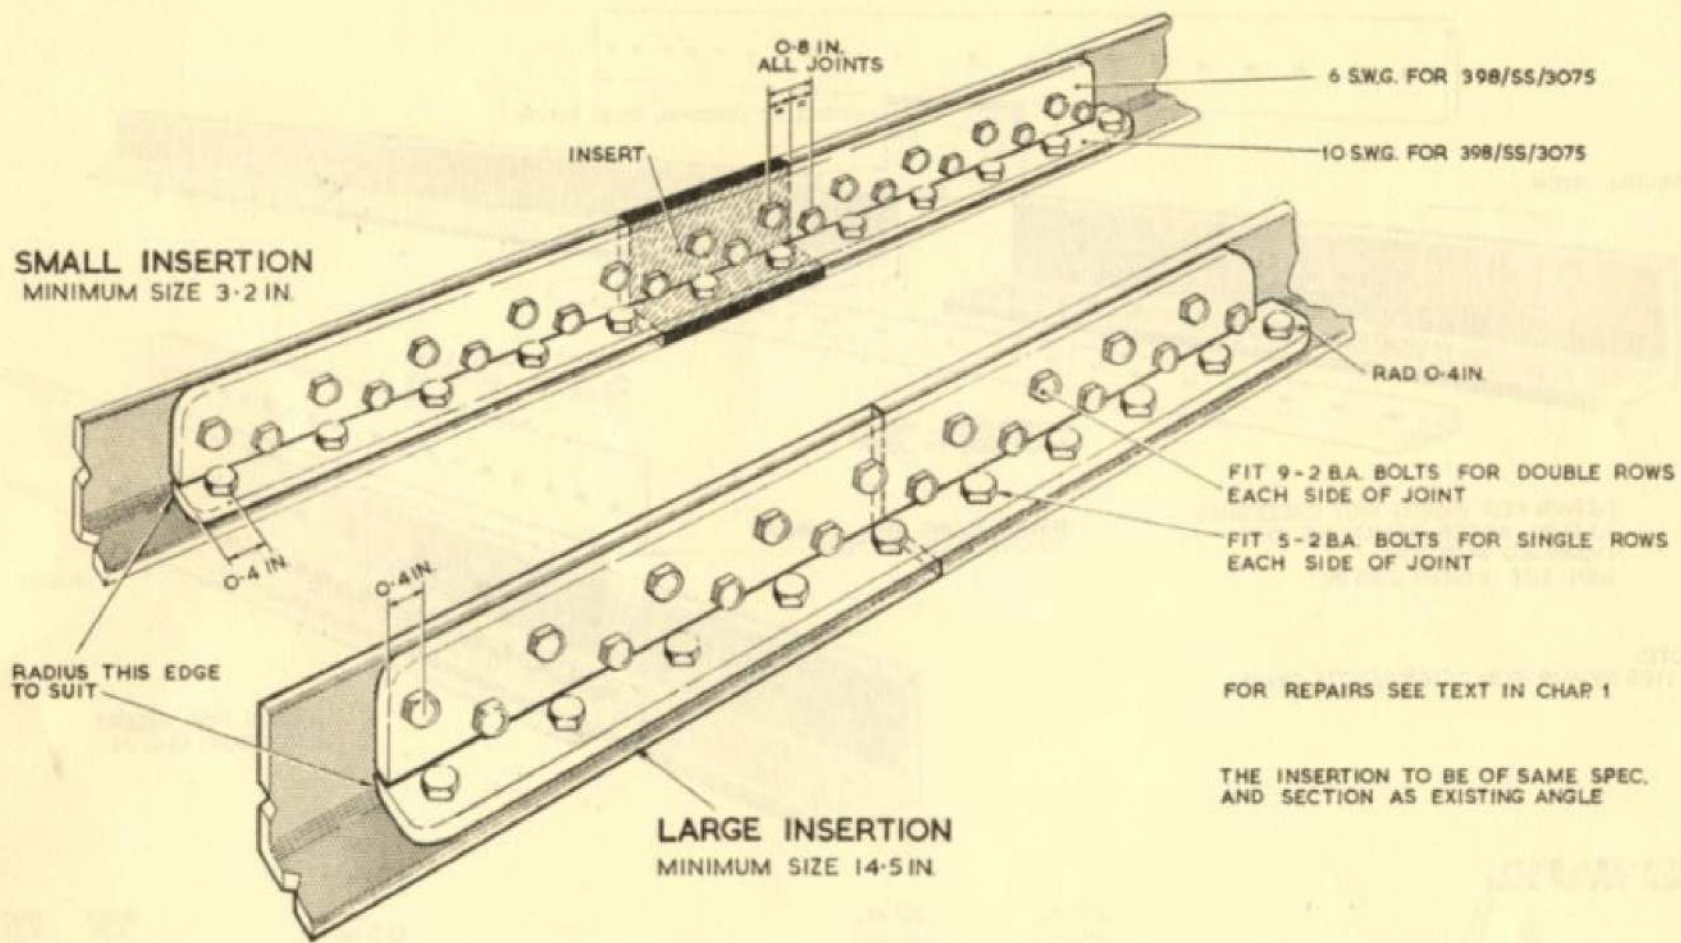 0·8 IN.
ALL JOINTS
6 S.W.G. FOR 398/SS/3075
INSERT
10 S.W.G. FOR 398/SS/3075
SMALL INSERTION
MINIMUM SIZE 3·2 IN.
RAD. 0·4 IN.
FIT 9-2 B.A. BOLTS FOR DOUBLE ROWS
EACH SIDE OF JOINT
FIT 5-2 B.A. BOLTS FOR SINGLE ROWS
EACH SIDE OF JOINT
0·4 IN.
0·4 IN.
RADIUS THIS EDGE
TO SUIT
FOR REPAIRS SEE TEXT IN CHAP. 1
THE INSERTION TO BE OF SAME SPEC.
AND SECTION AS EXISTING ANGLE
LARGE INSERTION
MINIMUM SIZE 14·5 IN.